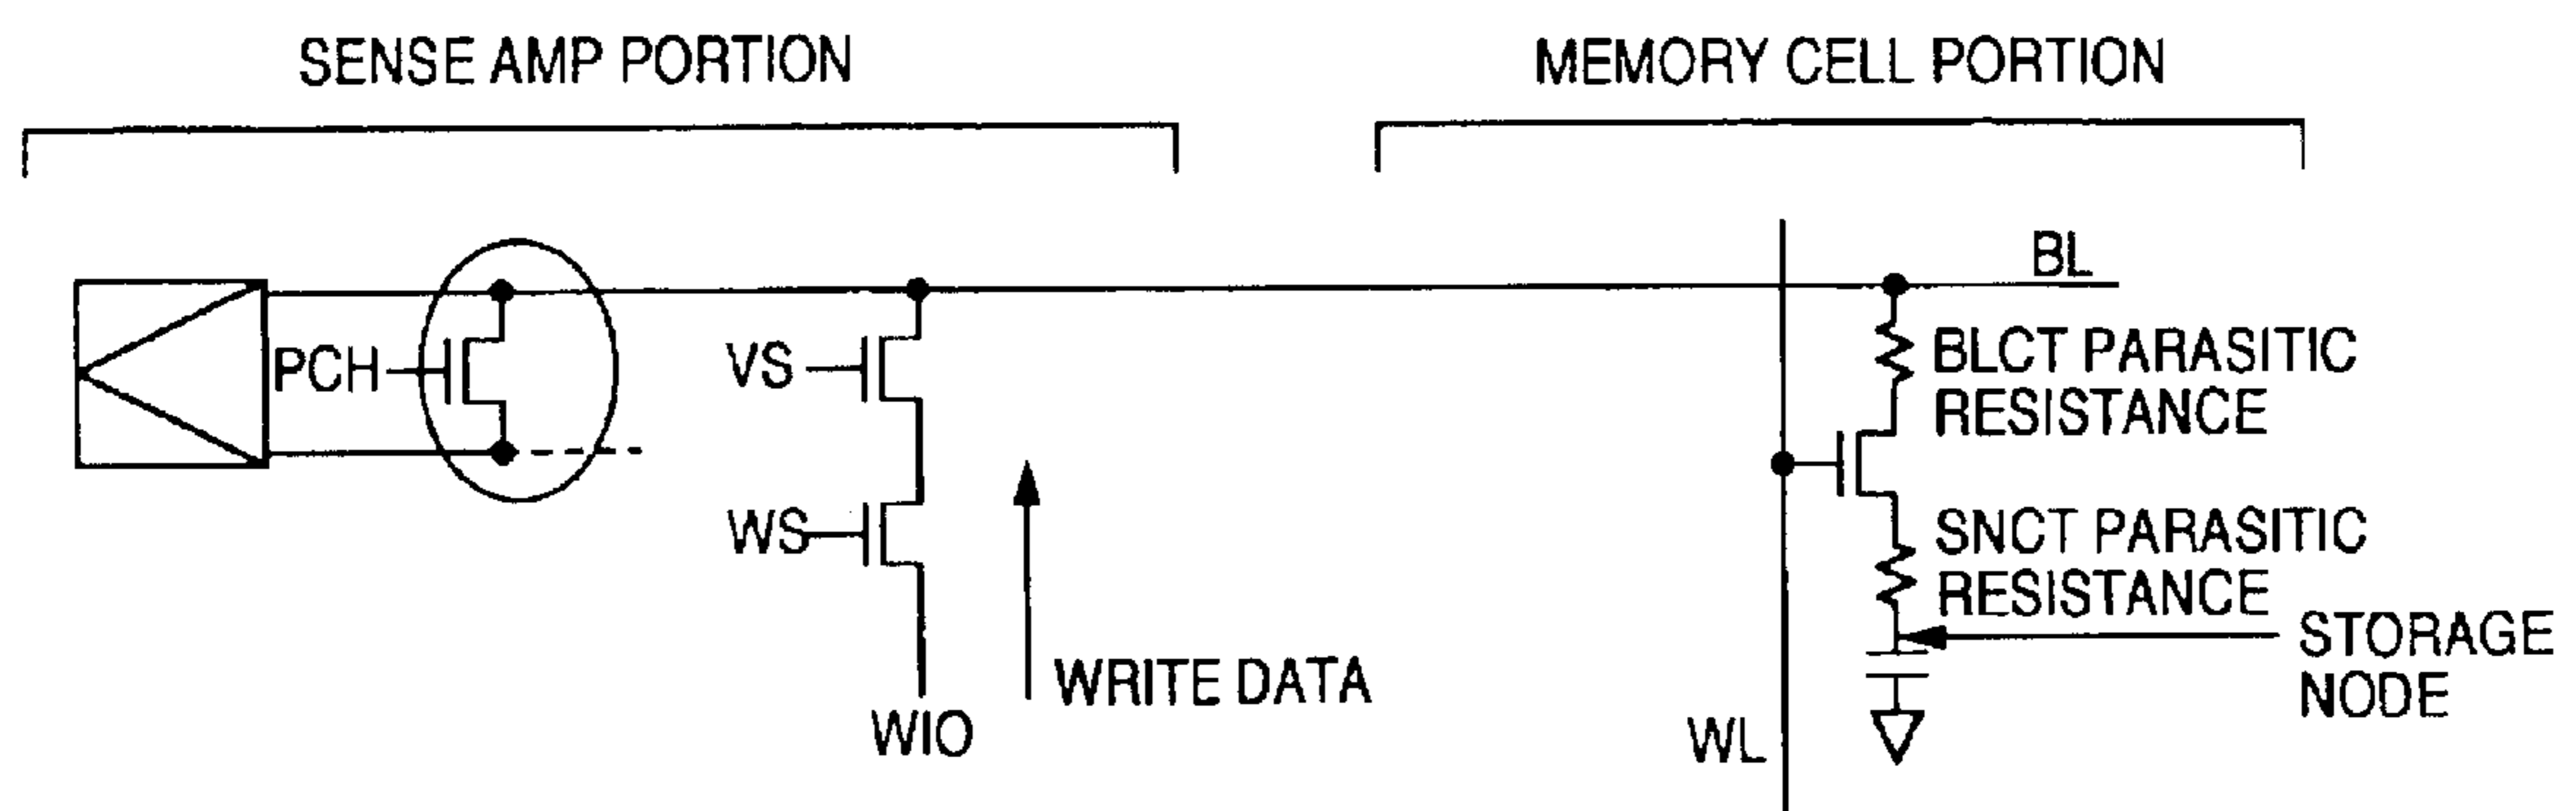 SENSE AMP PORTION
MEMORY CELL PORTION
BL
PCH
VS
BLCT PARASITIC
RESISTANCE
WS
SNCT PARASITIC
RESISTANCE
STORAGE
NODE
WRITE DATA
WIO
WL